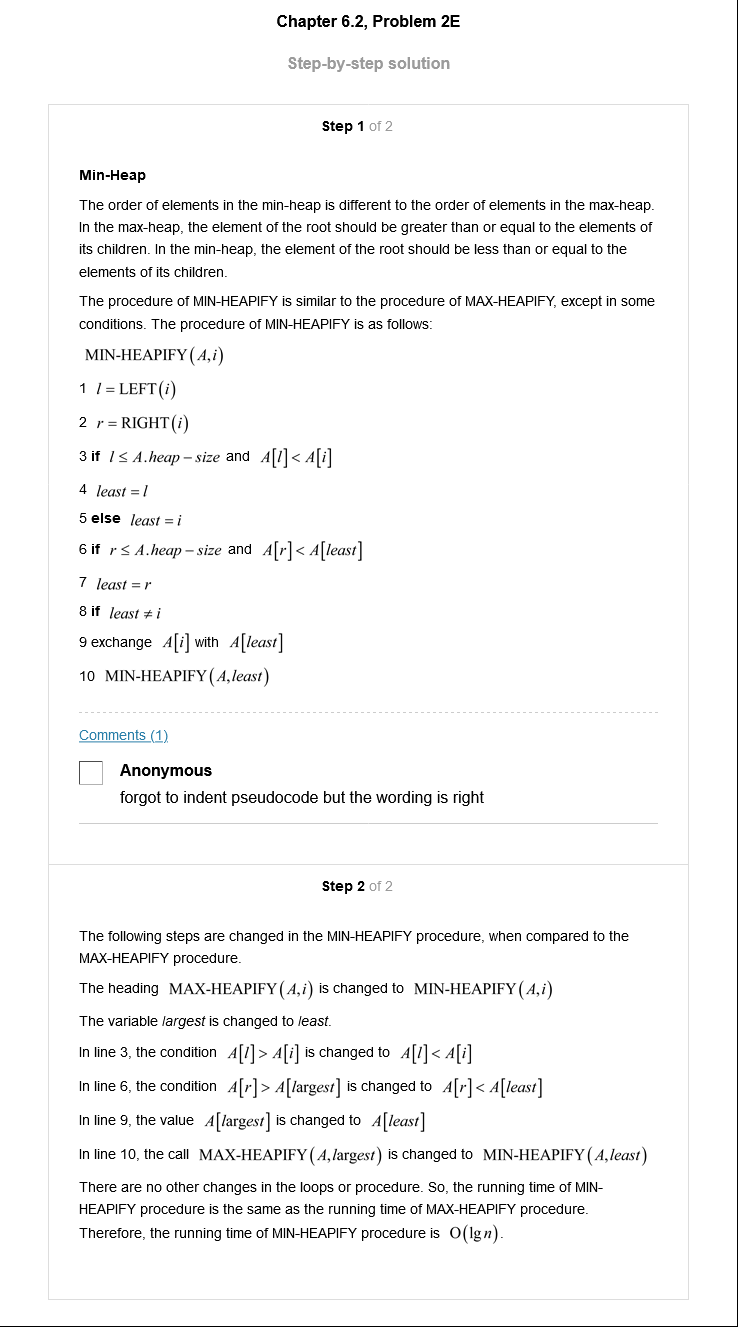 Chapter 6.2, Problem 2E
Step-by-step solution
Step 1 of 2
Min-Heap
The order of elements in the min-heap is different to the order of elements in the max-heap.
In the max-heap, the element of the root should be greater than or equal to the elements of
its children. In the min-heap, the element of the root should be less than or equal to the
elements of its children.
The procedure of MIN-HEAPIFY is similar to the procedure of MAX-HEAPIFY, except in some
conditions. The procedure of MIN-HEAPIFY is as follows:
MIN-HEAPIFY(A,i)
1 l = LEFT(i)
2 r = RIGHT(i)
3 if l ≤ A.heap – size and A[l] < A[i]
4 least = l
5 else least = i
6 if r ≤ A.heap – size and A[r] < A[least]
7 least = r
8 if least ≠ i
9 exchange A[i] with A[least]
10 MIN-HEAPIFY(A,least)
Comments (1)
Anonymous
forgot to indent pseudocode but the wording is right
Step 2 of 2
The following steps are changed in the MIN-HEAPIFY procedure, when compared to the
MAX-HEAPIFY procedure.
The heading MAX-HEAPIFY(A,i) is changed to MIN-HEAPIFY(A,i)
The variable largest is changed to least.
In line 3, the condition A[l] > A[i] is changed to A[l] < A[i]
In line 6, the condition A[r] > A[largest] is changed to A[r] < A[least]
In line 9, the value A[largest] is changed to A[least]
In line 10, the call MAX-HEAPIFY(A,largest) is changed to MIN-HEAPIFY(A,least)
There are no other changes in the loops or procedure. So, the running time of MIN-
HEAPIFY procedure is the same as the running time of MAX-HEAPIFY procedure.
Therefore, the running time of MIN-HEAPIFY procedure is O(lg n).